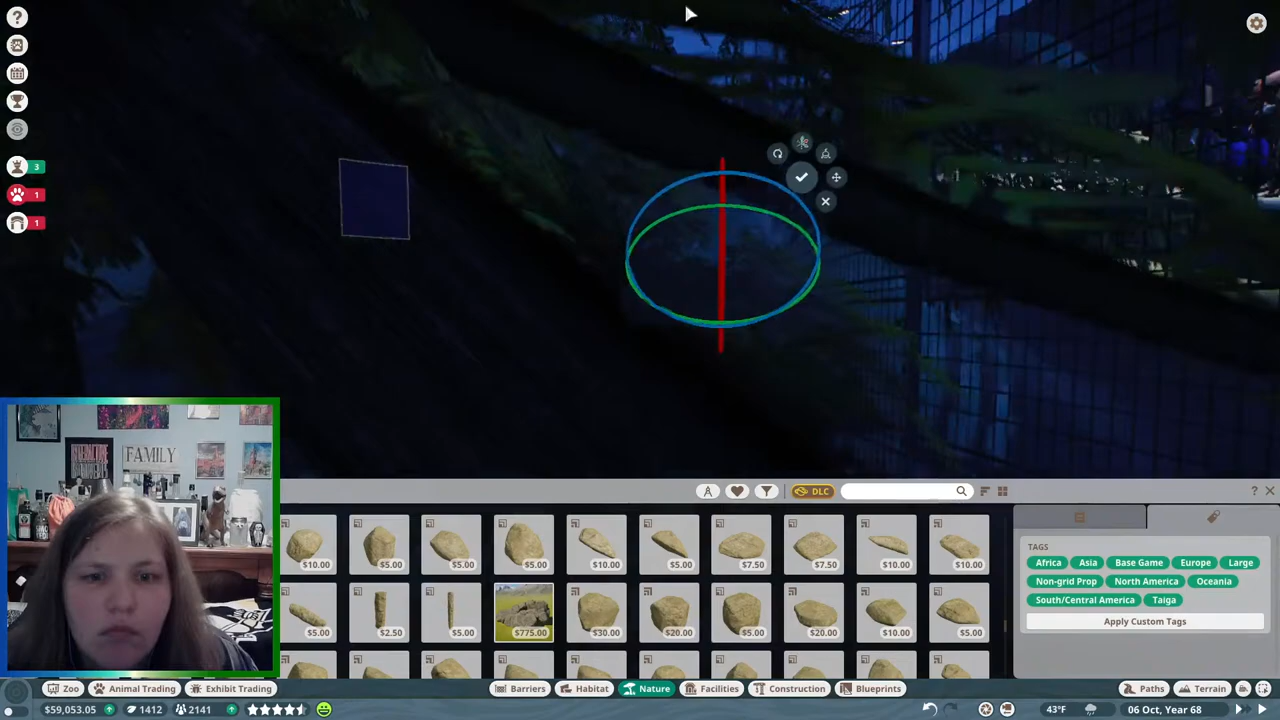 ?
3
1
1
DLC
? ×
$10.00 $5.00 $5.00 $5.00 $10.00 $5.00 $7.50 $7.50 $10.00 $10.00
$5.00 $2.50 $5.00 $775.00 $30.00 $20.00 $5.00 $20.00 $10.00 $5.00
TAGS
Africa Asia Base Game Europe Large
Non-grid Prop North America Oceania
South/Central America Taiga
Apply Custom Tags
FAMILY
Zoo Animal Trading Exhibit Trading Barriers Habitat Nature Facilities Construction Blueprints Paths Terrain
$59,053.05 1412 2141 43°F 06 Oct, Year 68